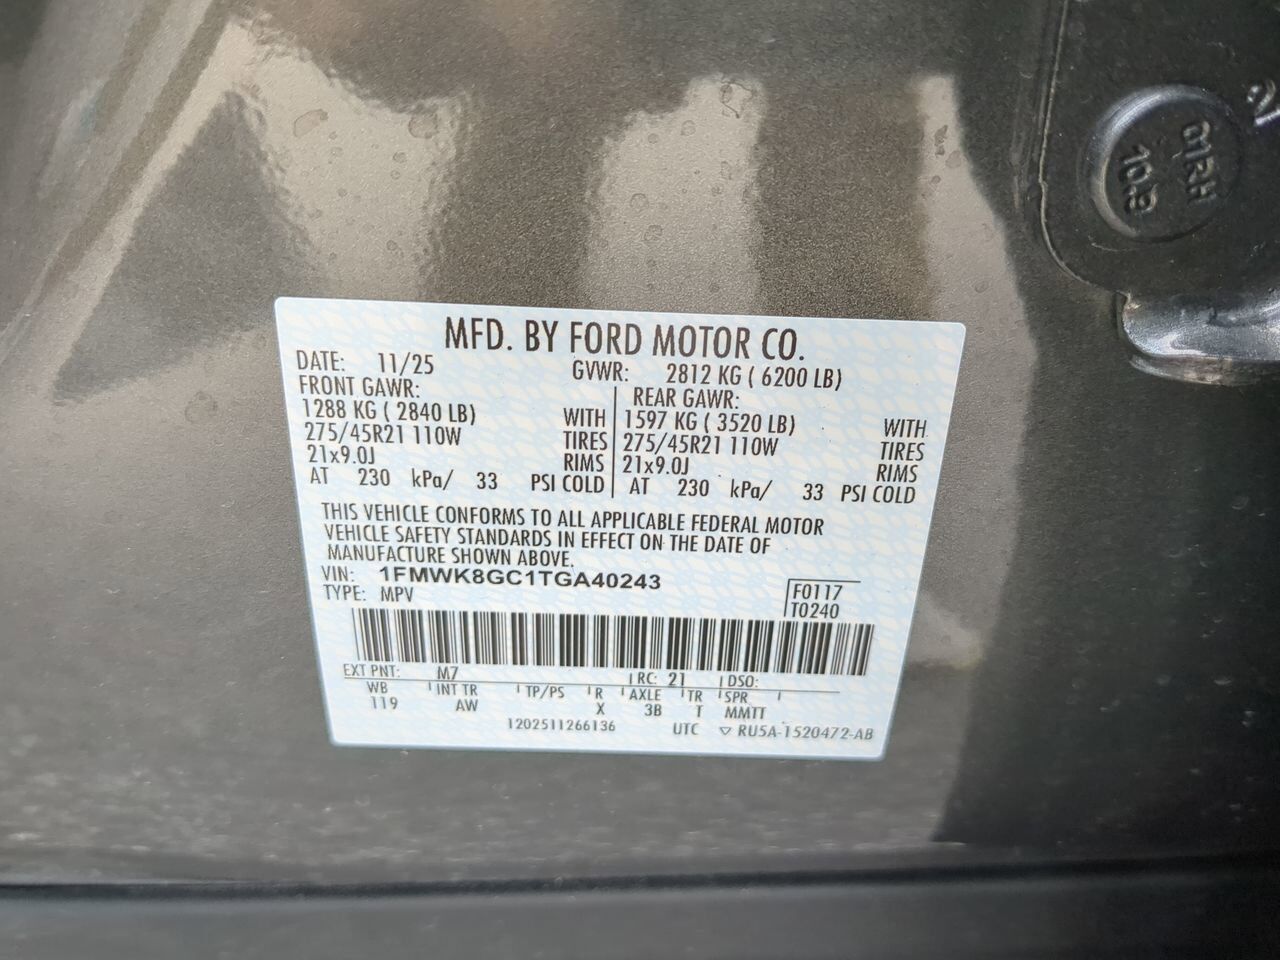 MFD. BY FORD MOTOR CO.
DATE: 11/25 GVWR: 2812 KG ( 6200 LB)
FRONT GAWR: REAR GAWR:
1288 KG ( 2840 LB) WITH 1597 KG ( 3520 LB) WITH
275/45R21 110W TIRES 275/45R21 110W TIRES
21x9.0J RIMS 21x9.0J RIMS
AT 230 kPa/ 33 PSI COLD AT 230 kPa/ 33 PSI COLD
THIS VEHICLE CONFORMS TO ALL APPLICABLE FEDERAL MOTOR
VEHICLE SAFETY STANDARDS IN EFFECT ON THE DATE OF
MANUFACTURE SHOWN ABOVE.
VIN: 1FMWK8GC1TGA40243
TYPE: MPV
F0117
T0240
EXT PNT: M7 RC: 21 DSO:
WB INT TR TP/PS R AXLE TR SPR
119 AW X 3B T MMTT
1202511266136 UTC ▽ RU5A-1520472-AB
01RH